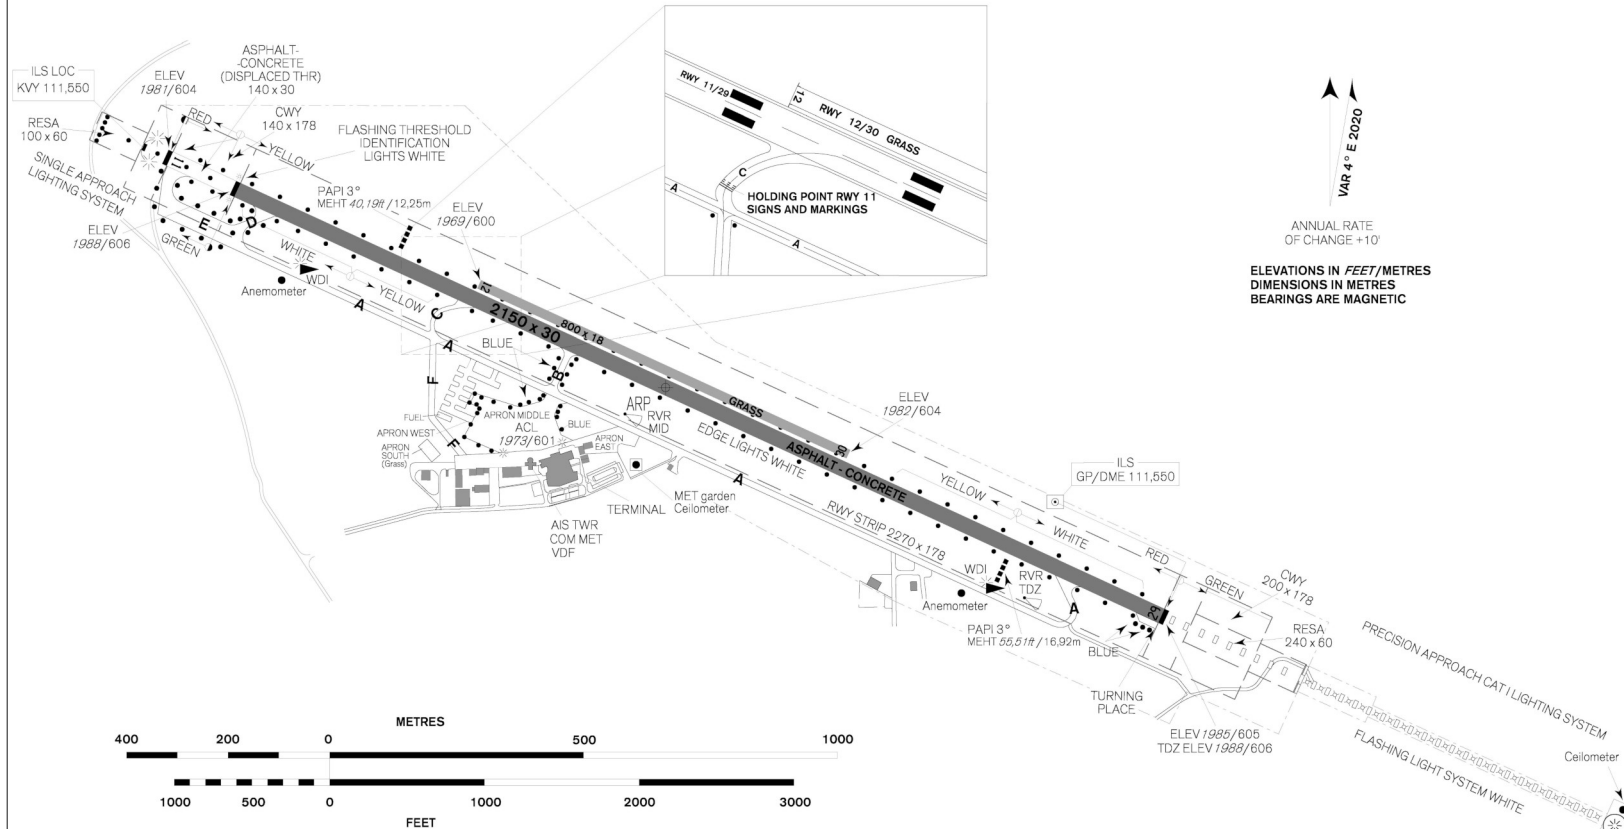 ILS LOC
KVY 111,550
RESA
100 x 60
SINGLE APPROACH
LIGHTING SYSTEM
ELEV
1981/604
ASPHALT-
-CONCRETE
(DISPLACED THR)
140 x 30
RED
CWY
140 x 178
YELLOW
FLASHING THRESHOLD
IDENTIFICATION
LIGHTS WHITE
11
ELEV
1988/606
E
D
GREEN
WHITE
WDI
Anemometer
YELLOW
PAPI 3°
MEHT 40,19ft / 12,25m
ELEV
1969/600
12
2150 x 30
800 x 18
A
C
A
BLUE
B
F
FUEL
APRON WEST
APRON
SOUTH
(Grass)
F
APRON MIDDLE
ACL
1973/601
BLUE
APRON
EAST
ARP
RVR
MID
TERMINAL
MET garden
Ceilometer
AIS TWR
COM MET
VDF
GRASS
30
ELEV
1982/604
EDGE LIGHTS WHITE
ASPHALT - CONCRETE
A
RWY STRIP 2270 x 178
YELLOW
WHITE
RED
ILS
GP/DME 111,550
WDI
RVR
TDZ
Anemometer
A
PAPI 3°
MEHT 55,51ft / 16,92m
BLUE
29
GREEN
CWY
200 x 178
RESA
240 x 60
TURNING
PLACE
ELEV 1985/605
TDZ ELEV 1988/606
PRECISION APPROACH CAT I LIGHTING SYSTEM
FLASHING LIGHT SYSTEM WHITE
Ceilometer
RWY 11/29
12
RWY 12/30 GRASS
C
HOLDING POINT RWY 11
SIGNS AND MARKINGS
A
A
VAR 4° E 2020
ANNUAL RATE
OF CHANGE +10'
ELEVATIONS IN FEET/METRES
DIMENSIONS IN METRES
BEARINGS ARE MAGNETIC
METRES
400 200 0 500 1000
1000 500 0 1000 2000 3000
FEET